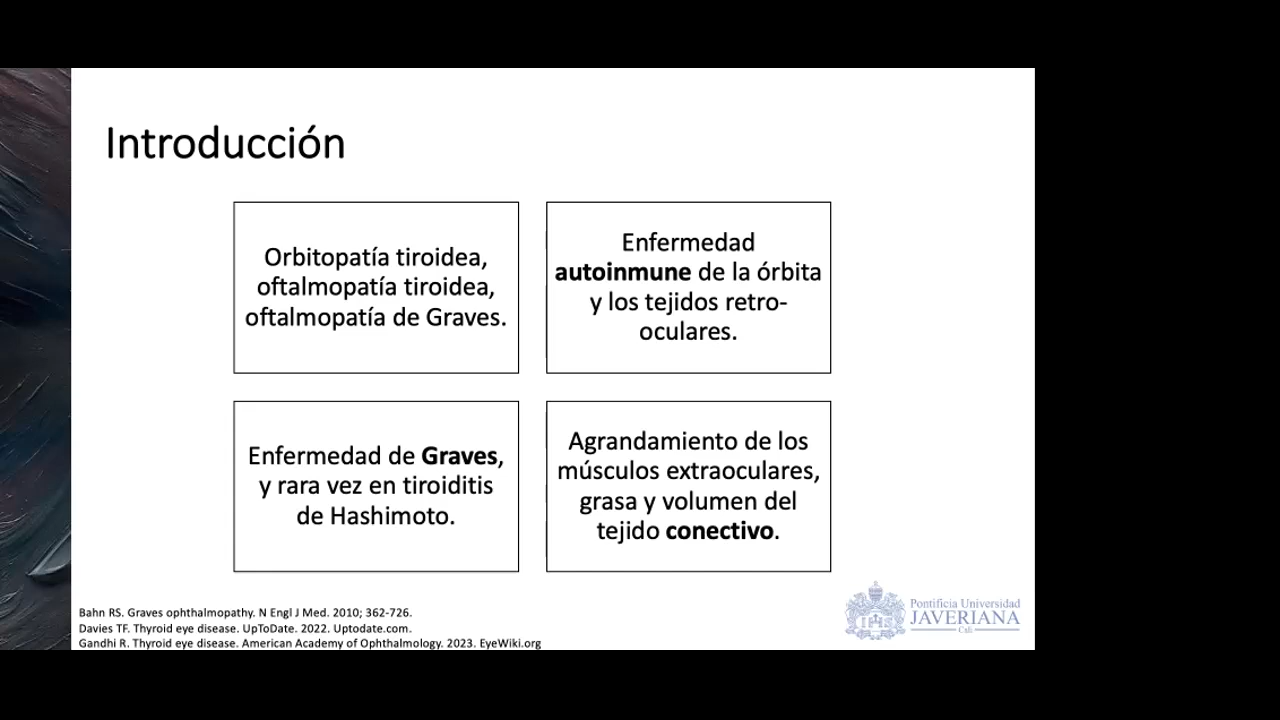 Introducción
Orbitopatía tiroidea,
oftalmopatía tiroidea,
oftalmopatía de Graves.
Enfermedad
autoinmune de la órbita
y los tejidos retro-
oculares.
Enfermedad de Graves,
y rara vez en tiroiditis
de Hashimoto.
Agrandamiento de los
músculos extraoculares,
grasa y volumen del
tejido conectivo.
Bahn RS. Graves ophthalmopathy. N Engl J Med. 2010; 362-726.
Davies TF. Thyroid eye disease. UpToDate. 2022. Uptodate.com.
Gandhi R. Thyroid eye disease. American Academy of Ophthalmology. 2023. EyeWiki.org
Pontificia Universidad
JAVERIANA
Cali